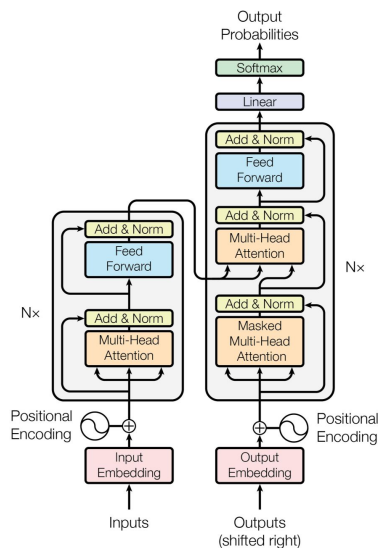 Output
Probabilities
Softmax
Linear
Add & Norm
Feed
Forward
Add & Norm
Multi-Head
Attention
Nx
Add & Norm
Masked
Multi-Head
Attention
Positional
Encoding
Output
Embedding
Outputs
(shifted right)
Add & Norm
Feed
Forward
Nx
Add & Norm
Multi-Head
Attention
Positional
Encoding
Input
Embedding
Inputs